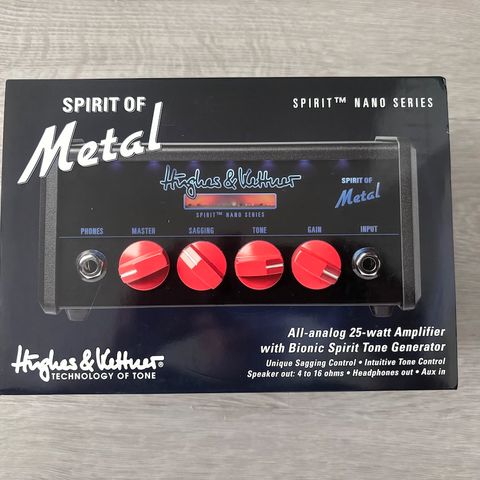 SPIRIT OF
Metal
SPIRIT™ NANO SERIES
Hughes & Kettner
SPIRIT™ NANO SERIES
SPIRIT OF
Metal
PHONES MASTER SAGGING TONE GAIN INPUT
All-analog 25-watt Amplifier
with Bionic Spirit Tone Generator
Unique Sagging Control • Intuitive Tone Control
Speaker out: 4 to 16 ohms • Headphones out • Aux in
Hughes & Kettner®
TECHNOLOGY OF TONE